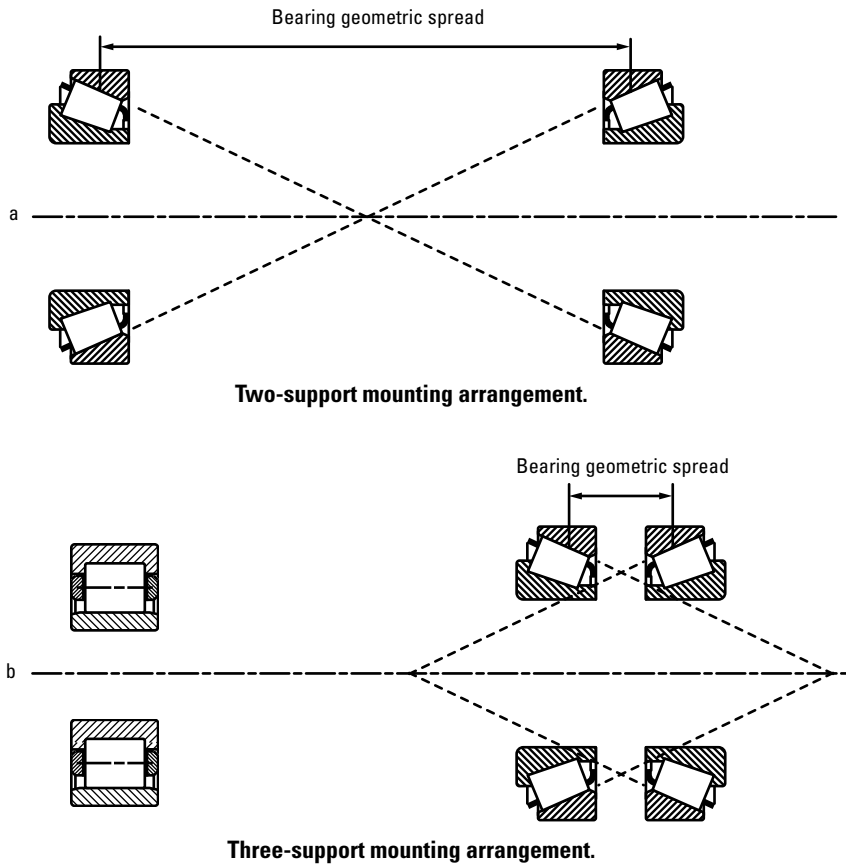 Bearing geometric spread
a
Two-support mounting arrangement.
Bearing geometric spread
b
Three-support mounting arrangement.